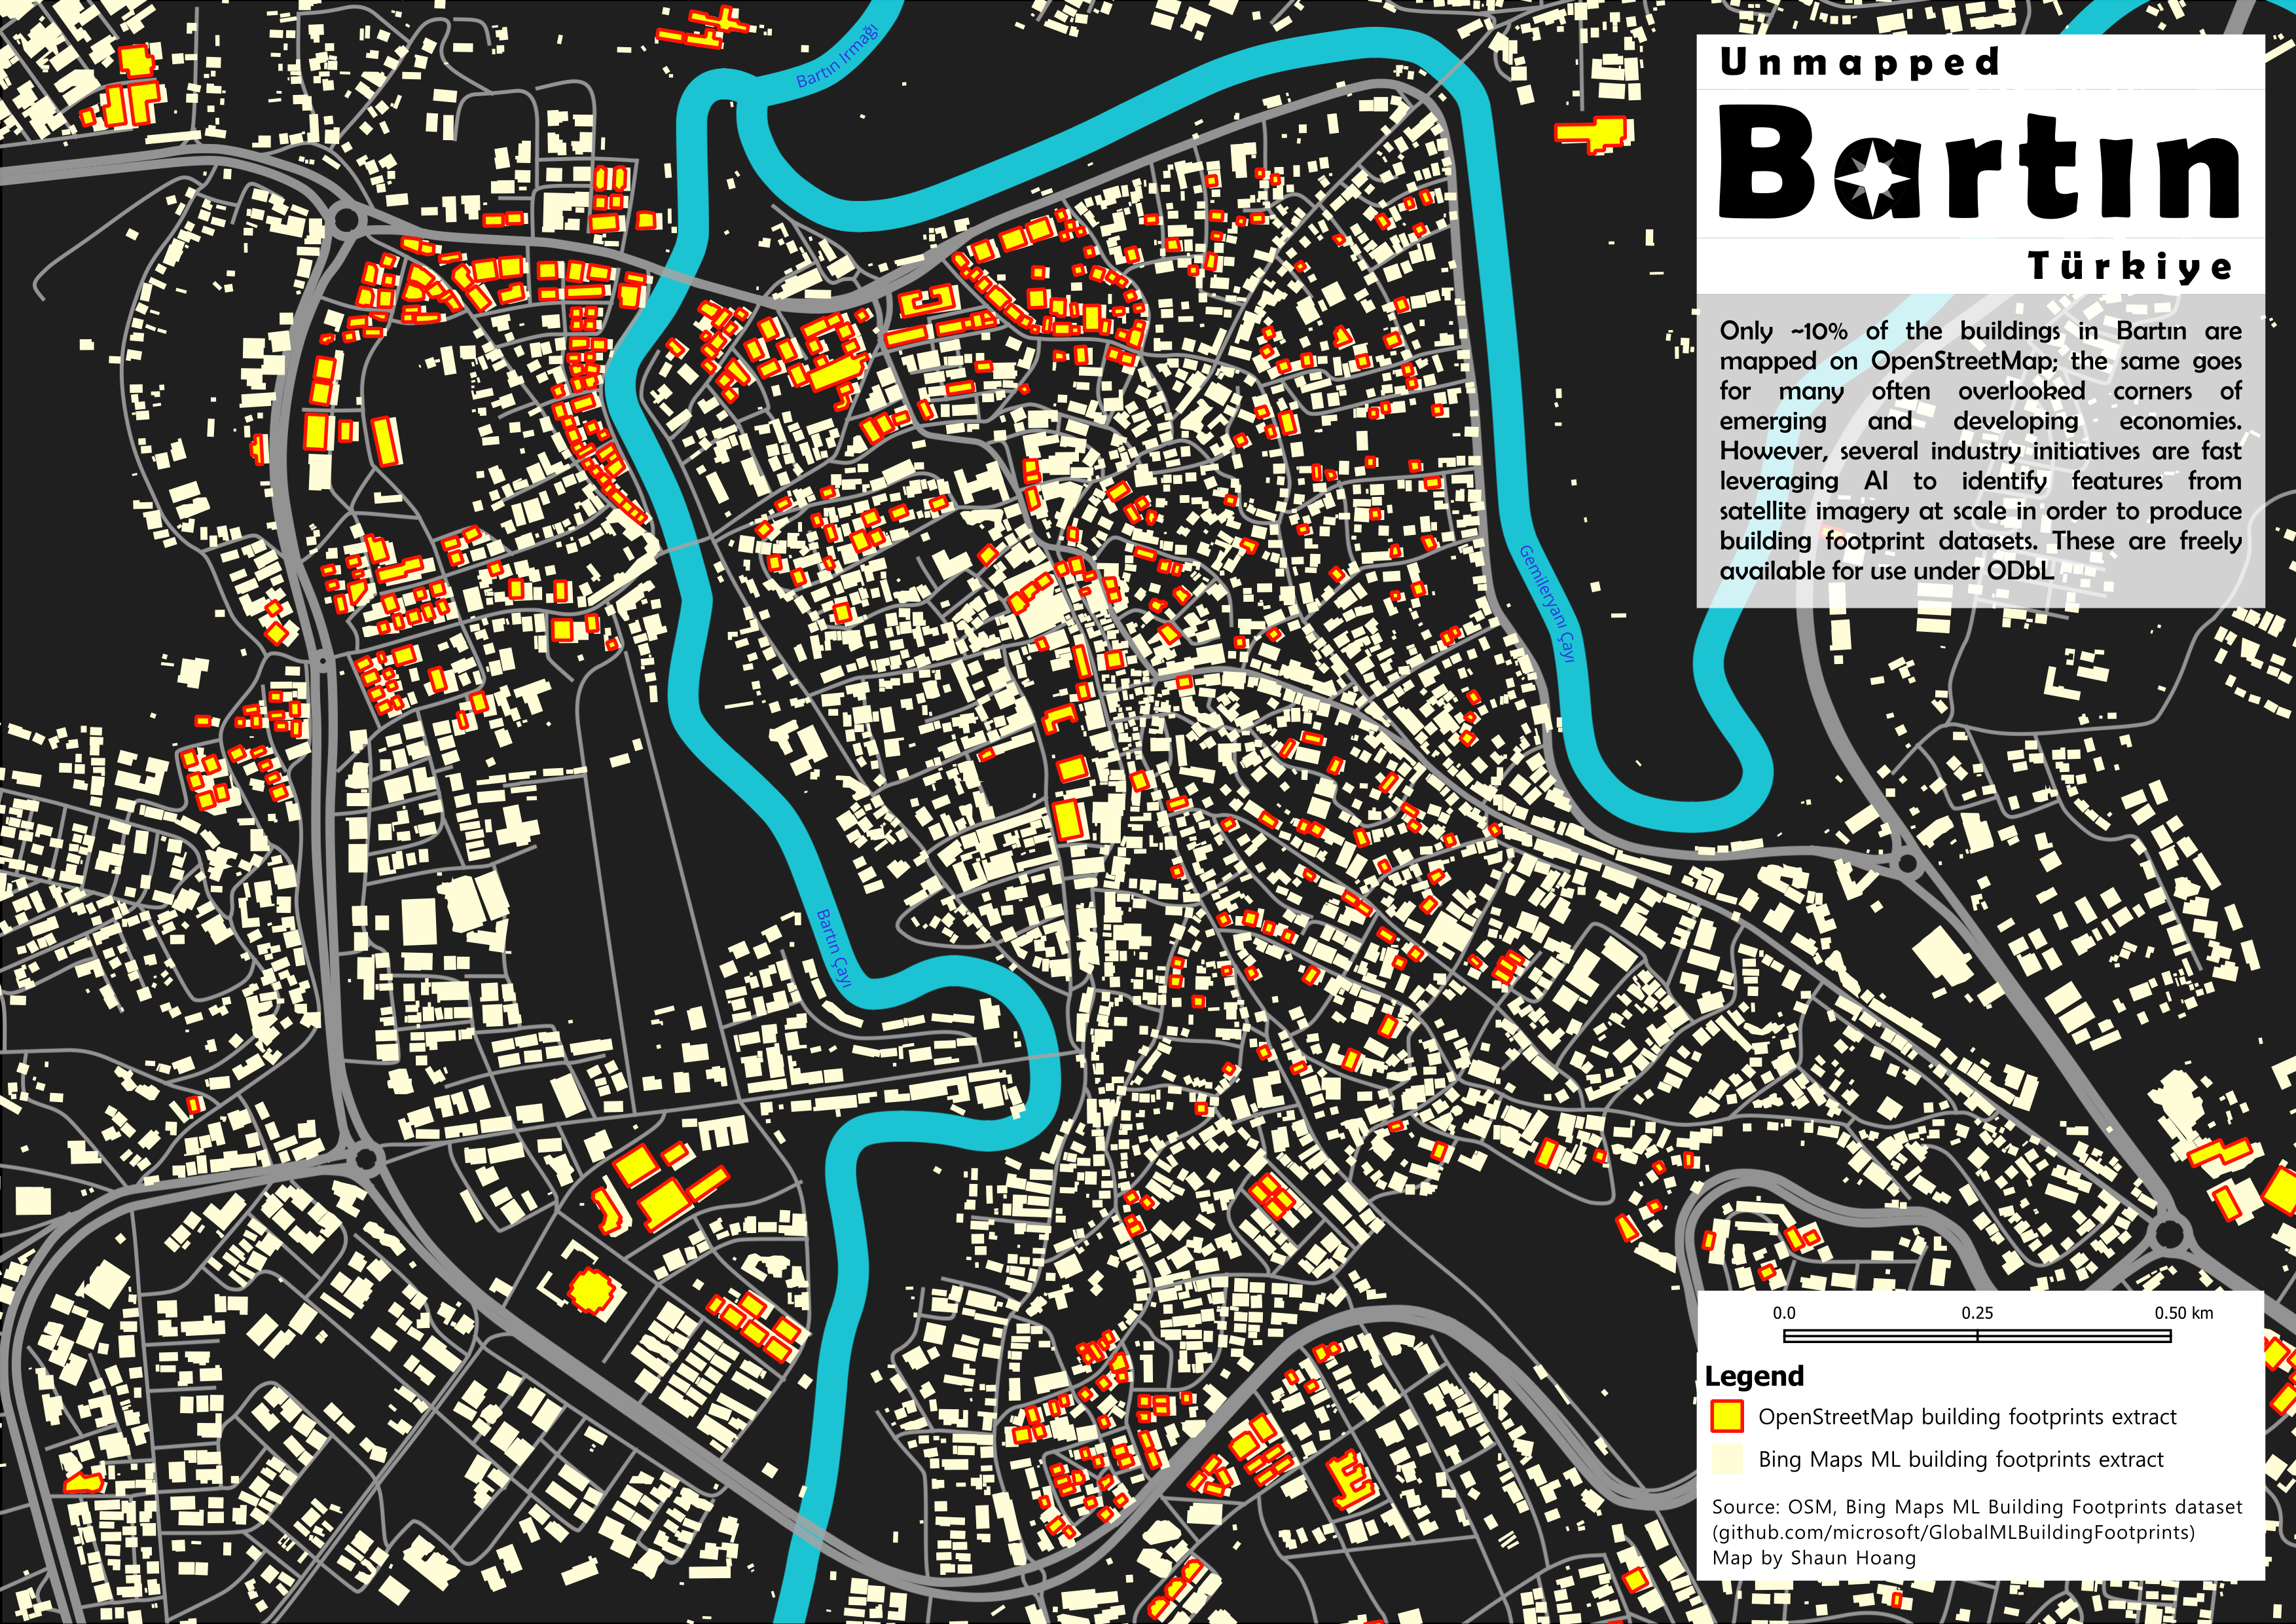 Unmapped
Bartın
Türkiye
Only ~10% of the buildings in Bartın are
mapped on OpenStreetMap; the same goes
for many often overlooked corners of
emerging and developing economies.
However, several industry initiatives are fast
leveraging AI to identify features from
satellite imagery at scale in order to produce
building footprint datasets. These are freely
available for use under ODbL
Bartın Irmağı
Gemileryanı Çayı
Bartın Çayı
0.0 0.25 0.50 km
Legend
OpenStreetMap building footprints extract
Bing Maps ML building footprints extract
Source: OSM, Bing Maps ML Building Footprints dataset
(github.com/microsoft/GlobalMLBuildingFootprints)
Map by Shaun Hoang